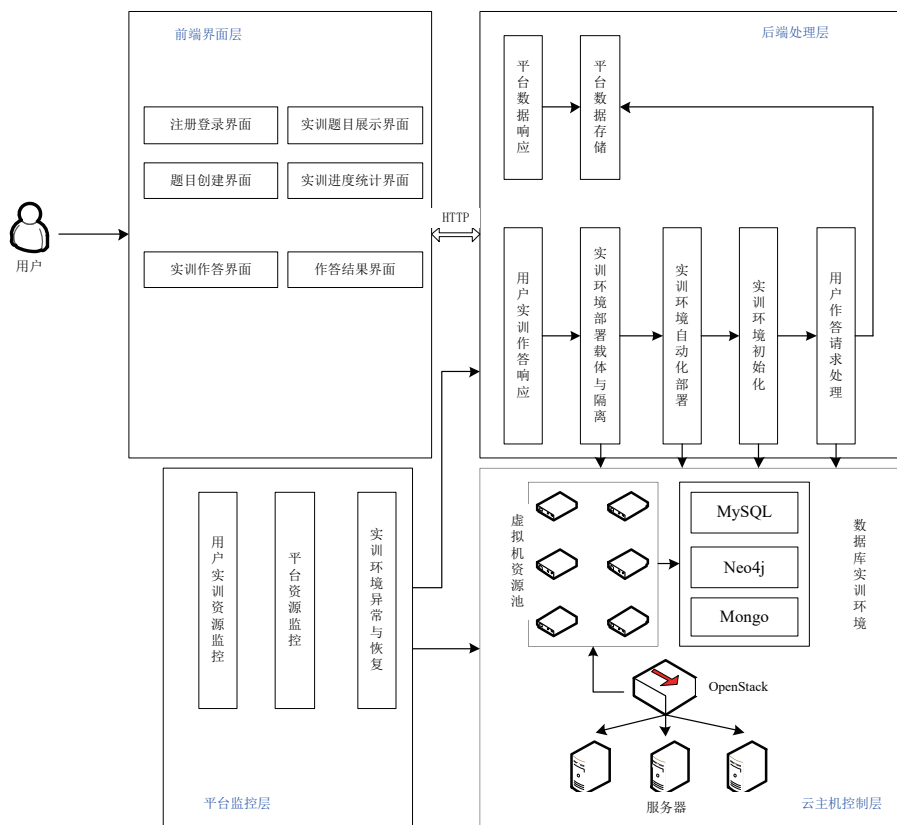 前端界面层
注册登录界面
实训题目展示界面
题目创建界面
实训进度统计界面
实训作答界面
作答结果界面
用户
HTTP
后端处理层
平台数据响应
平台数据存储
用户实训作答响应
实训环境部署载体与隔离
实训环境自动化部署
实训环境初始化
用户作答请求处理
用户实训资源监控
平台资源监控
实训环境异常与恢复
平台监控层
虚拟机资源池
MySQL
Neo4j
Mongo
数据库实训环境
OpenStack
服务器
云主机控制层